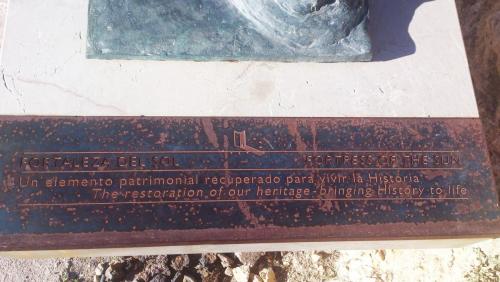 FORTALEZA DEL SOL FORTRESS OF THE SUN
Un elemento patrimonial recuperado para vivir la Historia
The restoration of our heritage - bringing History to life